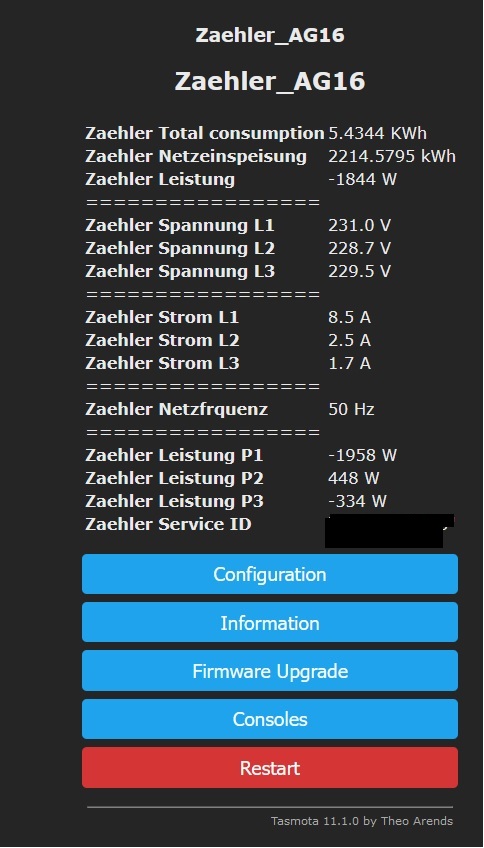 Zaehler_AG16
Zaehler_AG16
Zaehler Total consumption 5.4344 KWh
Zaehler Netzeinspeisung 2214.5795 kWh
Zaehler Leistung -1844 W
=================
Zaehler Spannung L1 231.0 V
Zaehler Spannung L2 228.7 V
Zaehler Spannung L3 229.5 V
=================
Zaehler Strom L1 8.5 A
Zaehler Strom L2 2.5 A
Zaehler Strom L3 1.7 A
=================
Zaehler Netzfrquenz 50 Hz
=================
Zaehler Leistung P1 -1958 W
Zaehler Leistung P2 448 W
Zaehler Leistung P3 -334 W
Zaehler Service ID
Configuration
Information
Firmware Upgrade
Consoles
Restart
Tasmota 11.1.0 by Theo Arends